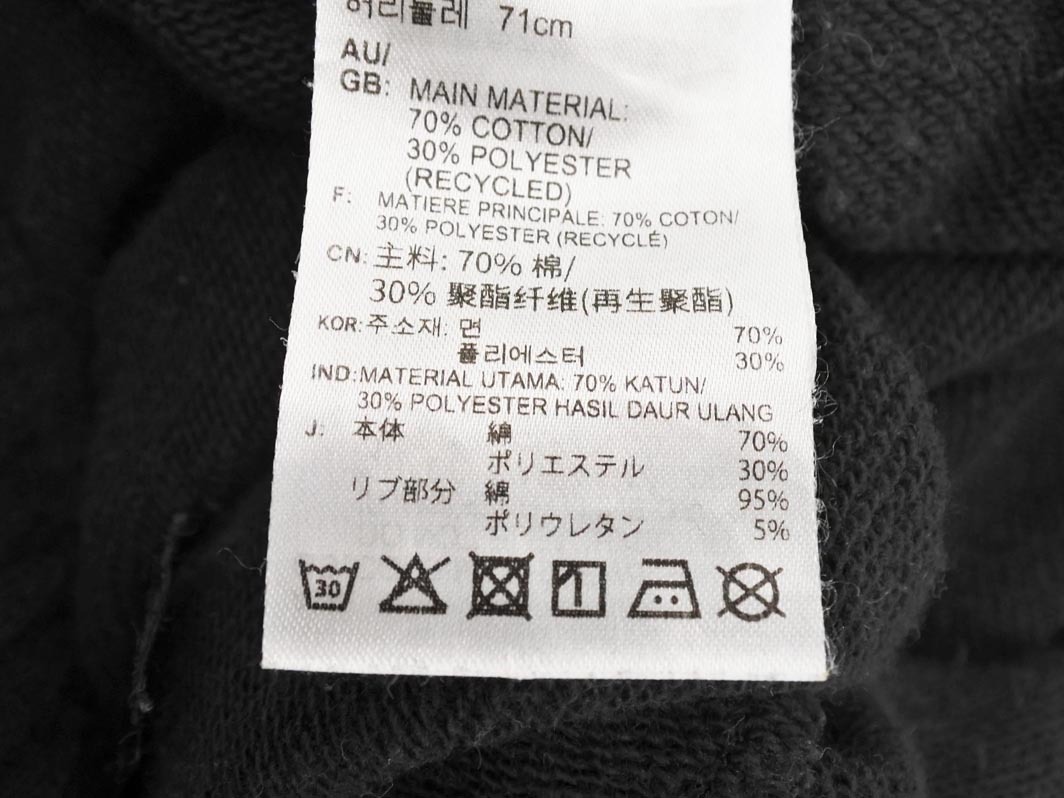 허리둘레 71cm
AU/
GB: MAIN MATERIAL:
70% COTTON/
30% POLYESTER
(RECYCLED)
F: MATIERE PRINCIPALE: 70% COTON/
30% POLYESTER (RECYCLÉ)
CN: 主料: 70% 棉/
30% 聚酯纤维(再生聚酯)
KOR: 주소재: 면 70%
폴리에스터 30%
IND: MATERIAL UTAMA: 70% KATUN/
30% POLYESTER HASIL DAUR ULANG
J: 本体 綿 70%
ポリエステル 30%
リブ部分 綿 95%
ポリウレタン 5%
30